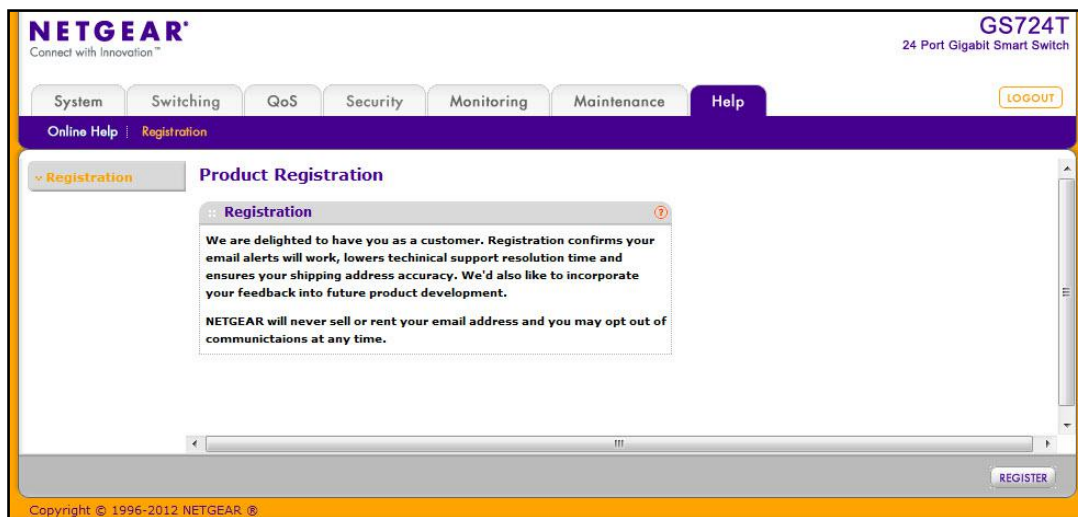 NETGEAR®
Connect with Innovation™
GS724T
24 Port Gigabit Smart Switch
System
Switching
QoS
Security
Monitoring
Maintenance
Help
LOGOUT
Online Help
Registration
Registration
Product Registration
Registration
?
We are delighted to have you as a customer. Registration confirms your
email alerts will work, lowers techinical support resolution time and
ensures your shipping address accuracy. We'd also like to incorporate
your feedback into future product development.
NETGEAR will never sell or rent your email address and you may opt out of
communictaions at any time.
REGISTER
Copyright © 1996-2012 NETGEAR ®